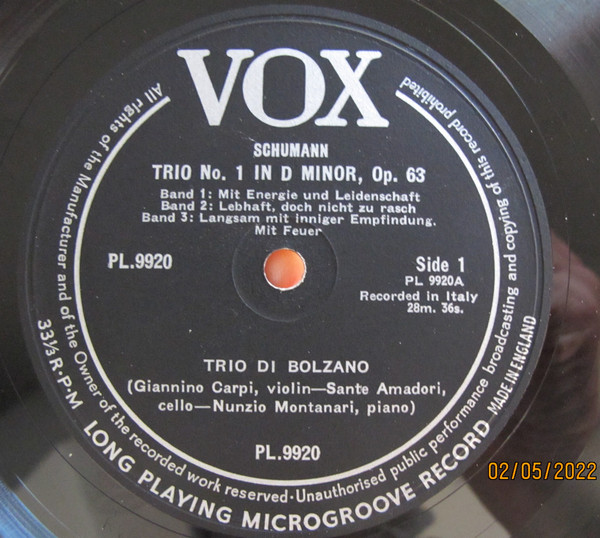 VOX
SCHUMANN
TRIO No. 1 IN D MINOR, Op. 63
Band 1: Mit Energie und Leidenschaft
Band 2: Lebhaft, doch nicht zu rasch
Band 3: Langsam mit inniger Empfindung.
Mit Feuer
PL.9920
Side 1
PL 9920A
Recorded in Italy
28m. 36s.
TRIO DI BOLZANO
(Giannino Carpi, violin—Sante Amadori,
cello—Nunzio Montanari, piano)
PL.9920
All rights of the Manufacturer and of the Owner of the recorded work reserved·Unauthorised public performance broadcasting and copying of this record prohibited
33⅓ R·P·M LONG PLAYING MICROGROOVE RECORD MADE IN ENGLAND
02/05/2022